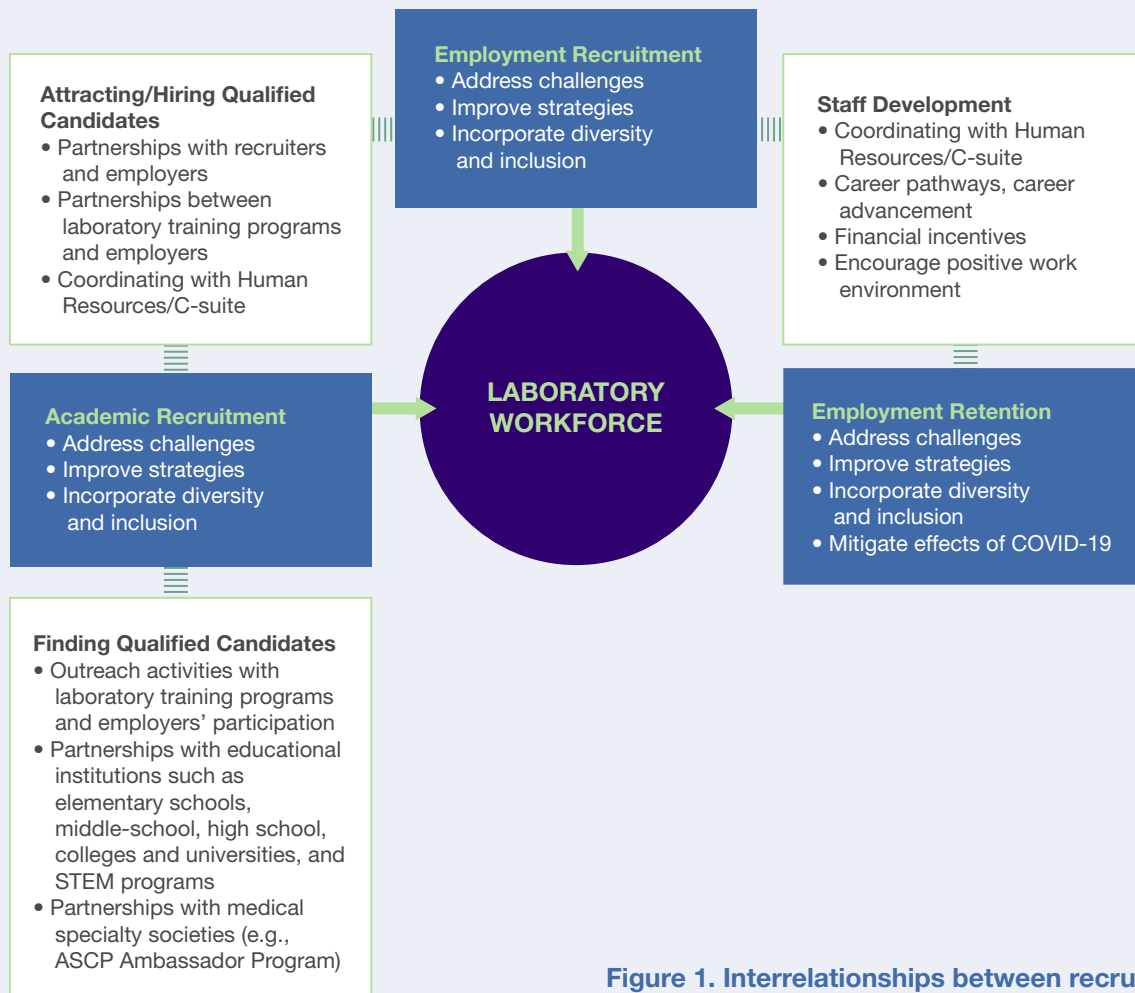 Employment Recruitment
• Address challenges
• Improve strategies
• Incorporate diversity
and inclusion
Attracting/Hiring Qualified
Candidates
• Partnerships with recruiters
and employers
• Partnerships between
laboratory training programs
and employers
• Coordinating with Human
Resources/C-suite
Staff Development
• Coordinating with Human
Resources/C-suite
• Career pathways, career
advancement
• Financial incentives
• Encourage positive work
environment
Academic Recruitment
• Address challenges
• Improve strategies
• Incorporate diversity
and inclusion
LABORATORY
WORKFORCE
Employment Retention
• Address challenges
• Improve strategies
• Incorporate diversity
and inclusion
• Mitigate effects of COVID-19
Finding Qualified Candidates
• Outreach activities with
laboratory training programs
and employers’ participation
• Partnerships with educational
institutions such as
elementary schools,
middle-school, high school,
colleges and universities, and
STEM programs
• Partnerships with medical
specialty societies (e.g.,
ASCP Ambassador Program)
Figure 1. Interrelationships between recru